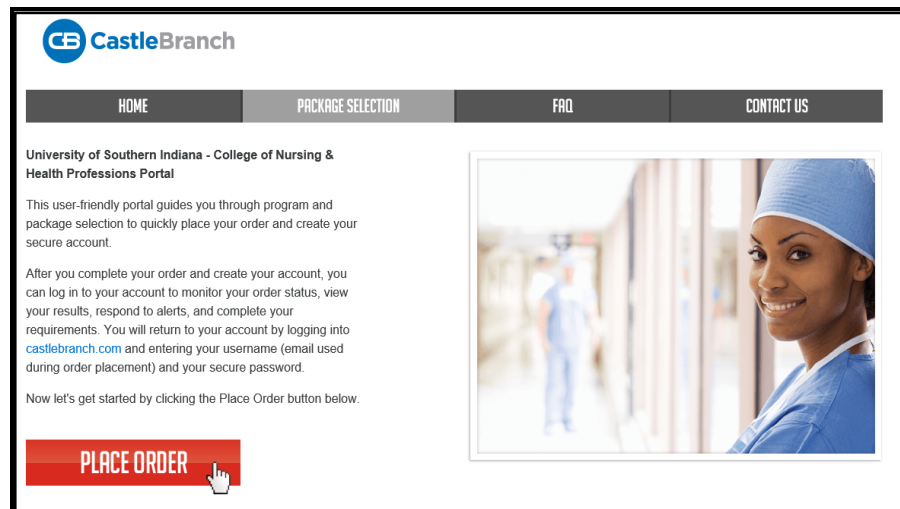 CB CastleBranch
HOME PACKAGE SELECTION FAQ CONTACT US
University of Southern Indiana - College of Nursing &
Health Professions Portal
This user-friendly portal guides you through program and
package selection to quickly place your order and create your
secure account.
After you complete your order and create your account, you
can log in to your account to monitor your order status, view
your results, respond to alerts, and complete your
requirements. You will return to your account by logging into
castlebranch.com and entering your username (email used
during order placement) and your secure password.
Now let's get started by clicking the Place Order button below.
PLACE ORDER